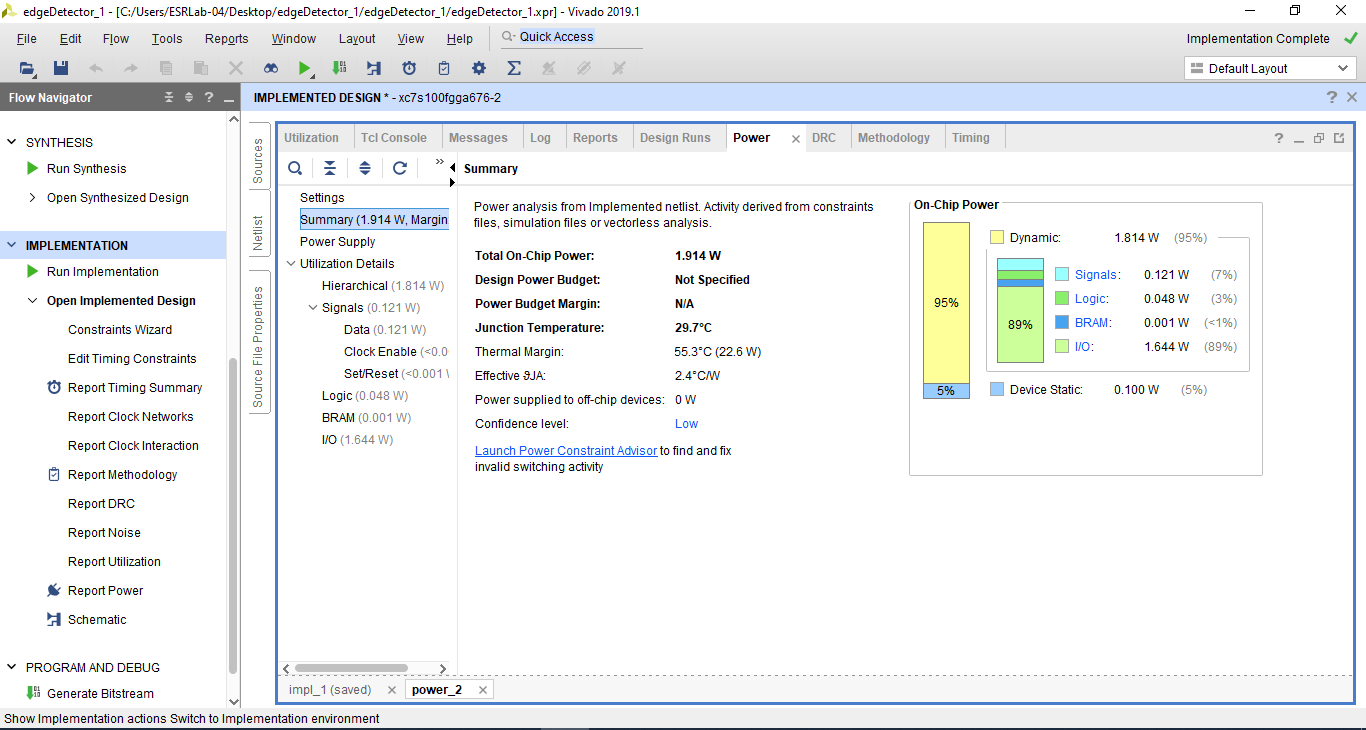 edgeDetector_1 - [C:/Users/ESRLab-04/Desktop/edgeDetector_1/edgeDetector_1/edgeDetector_1.xpr] - Vivado 2019.1
File Edit Flow Tools Reports Window Layout View Help Quick Access Implementation Complete
Default Layout
Flow Navigator
SYNTHESIS
Run Synthesis
Open Synthesized Design
IMPLEMENTATION
Run Implementation
Open Implemented Design
Constraints Wizard
Edit Timing Constraints
Report Timing Summary
Report Clock Networks
Report Clock Interaction
Report Methodology
Report DRC
Report Noise
Report Utilization
Report Power
Schematic
PROGRAM AND DEBUG
Generate Bitstream
IMPLEMENTED DESIGN * - xc7s100fgga676-2
Sources
Netlist
Source File Properties
Utilization Tcl Console Messages Log Reports Design Runs Power DRC Methodology Timing
Settings
Summary (1.914 W, Margin
Power Supply
Utilization Details
Hierarchical (1.814 W)
Signals (0.121 W)
Data (0.121 W)
Clock Enable (<0.0
Set/Reset (<0.001 W
Logic (0.048 W)
BRAM (0.001 W)
I/O (1.644 W)
Summary
Power analysis from Implemented netlist. Activity derived from constraints
files, simulation files or vectorless analysis.
Total On-Chip Power: 1.914 W
Design Power Budget: Not Specified
Power Budget Margin: N/A
Junction Temperature: 29.7°C
Thermal Margin: 55.3°C (22.6 W)
Effective ϑJA: 2.4°C/W
Power supplied to off-chip devices: 0 W
Confidence level: Low
Launch Power Constraint Advisor to find and fix
invalid switching activity
On-Chip Power
95%
5%
89%
Dynamic: 1.814 W (95%)
Signals: 0.121 W (7%)
Logic: 0.048 W (3%)
BRAM: 0.001 W (<1%)
I/O: 1.644 W (89%)
Device Static: 0.100 W (5%)
impl_1 (saved) power_2
Show Implementation actions Switch to Implementation environment